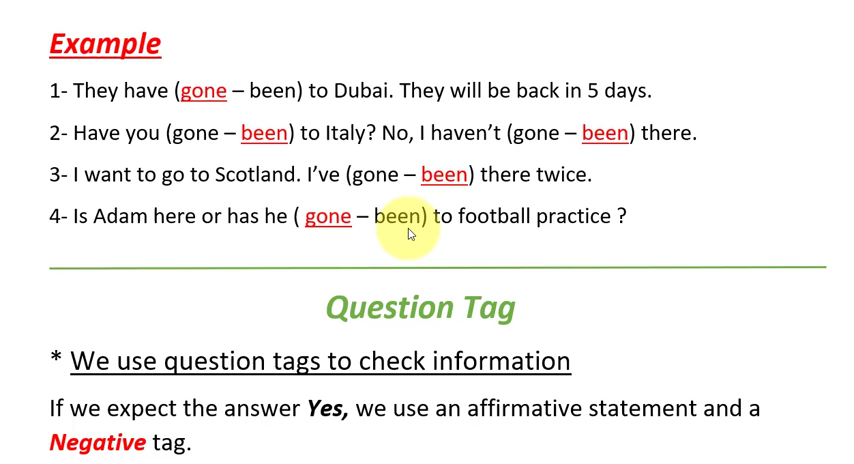 Example
1- They have (gone – been) to Dubai. They will be back in 5 days.
2- Have you (gone – been) to Italy? No, I haven’t (gone – been) there.
3- I want to go to Scotland. I’ve (gone – been) there twice.
4- Is Adam here or has he ( gone – been) to football practice ?
Question Tag
* We use question tags to check information
If we expect the answer Yes, we use an affirmative statement and a
Negative tag.